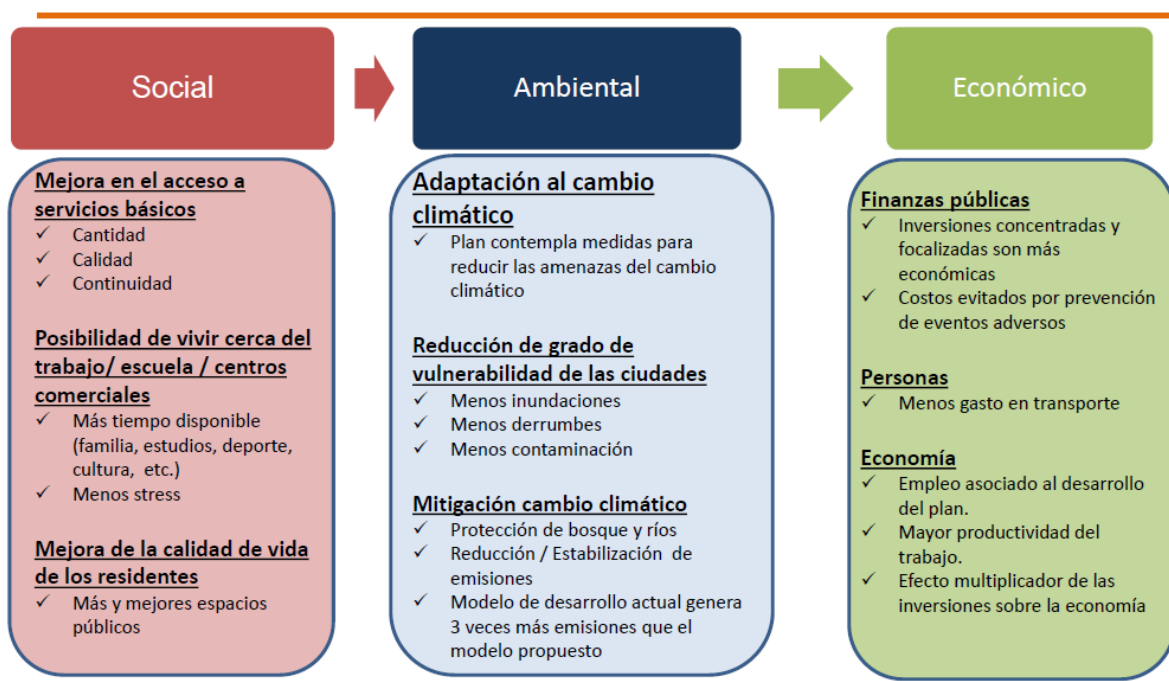 Social
Ambiental
Económico
Mejora en el acceso a
servicios básicos
✓ Cantidad
✓ Calidad
✓ Continuidad
Posibilidad de vivir cerca del
trabajo/ escuela / centros
comerciales
✓ Más tiempo disponible
(familia, estudios, deporte,
cultura, etc.)
✓ Menos stress
Mejora de la calidad de vida
de los residentes
✓ Más y mejores espacios
públicos
Adaptación al cambio
climático
✓ Plan contempla medidas para
reducir las amenazas del cambio
climático
Reducción de grado de
vulnerabilidad de las ciudades
✓ Menos inundaciones
✓ Menos derrumbes
✓ Menos contaminación
Mitigación cambio climático
✓ Protección de bosque y ríos
✓ Reducción / Estabilización de
emisiones
✓ Modelo de desarrollo actual genera
3 veces más emisiones que el
modelo propuesto
Finanzas públicas
✓ Inversiones concentradas y
focalizadas son más
económicas
✓ Costos evitados por prevención
de eventos adversos
Personas
✓ Menos gasto en transporte
Economía
✓ Empleo asociado al desarrollo
del plan.
✓ Mayor productividad del
trabajo.
✓ Efecto multiplicador de las
inversiones sobre la economía